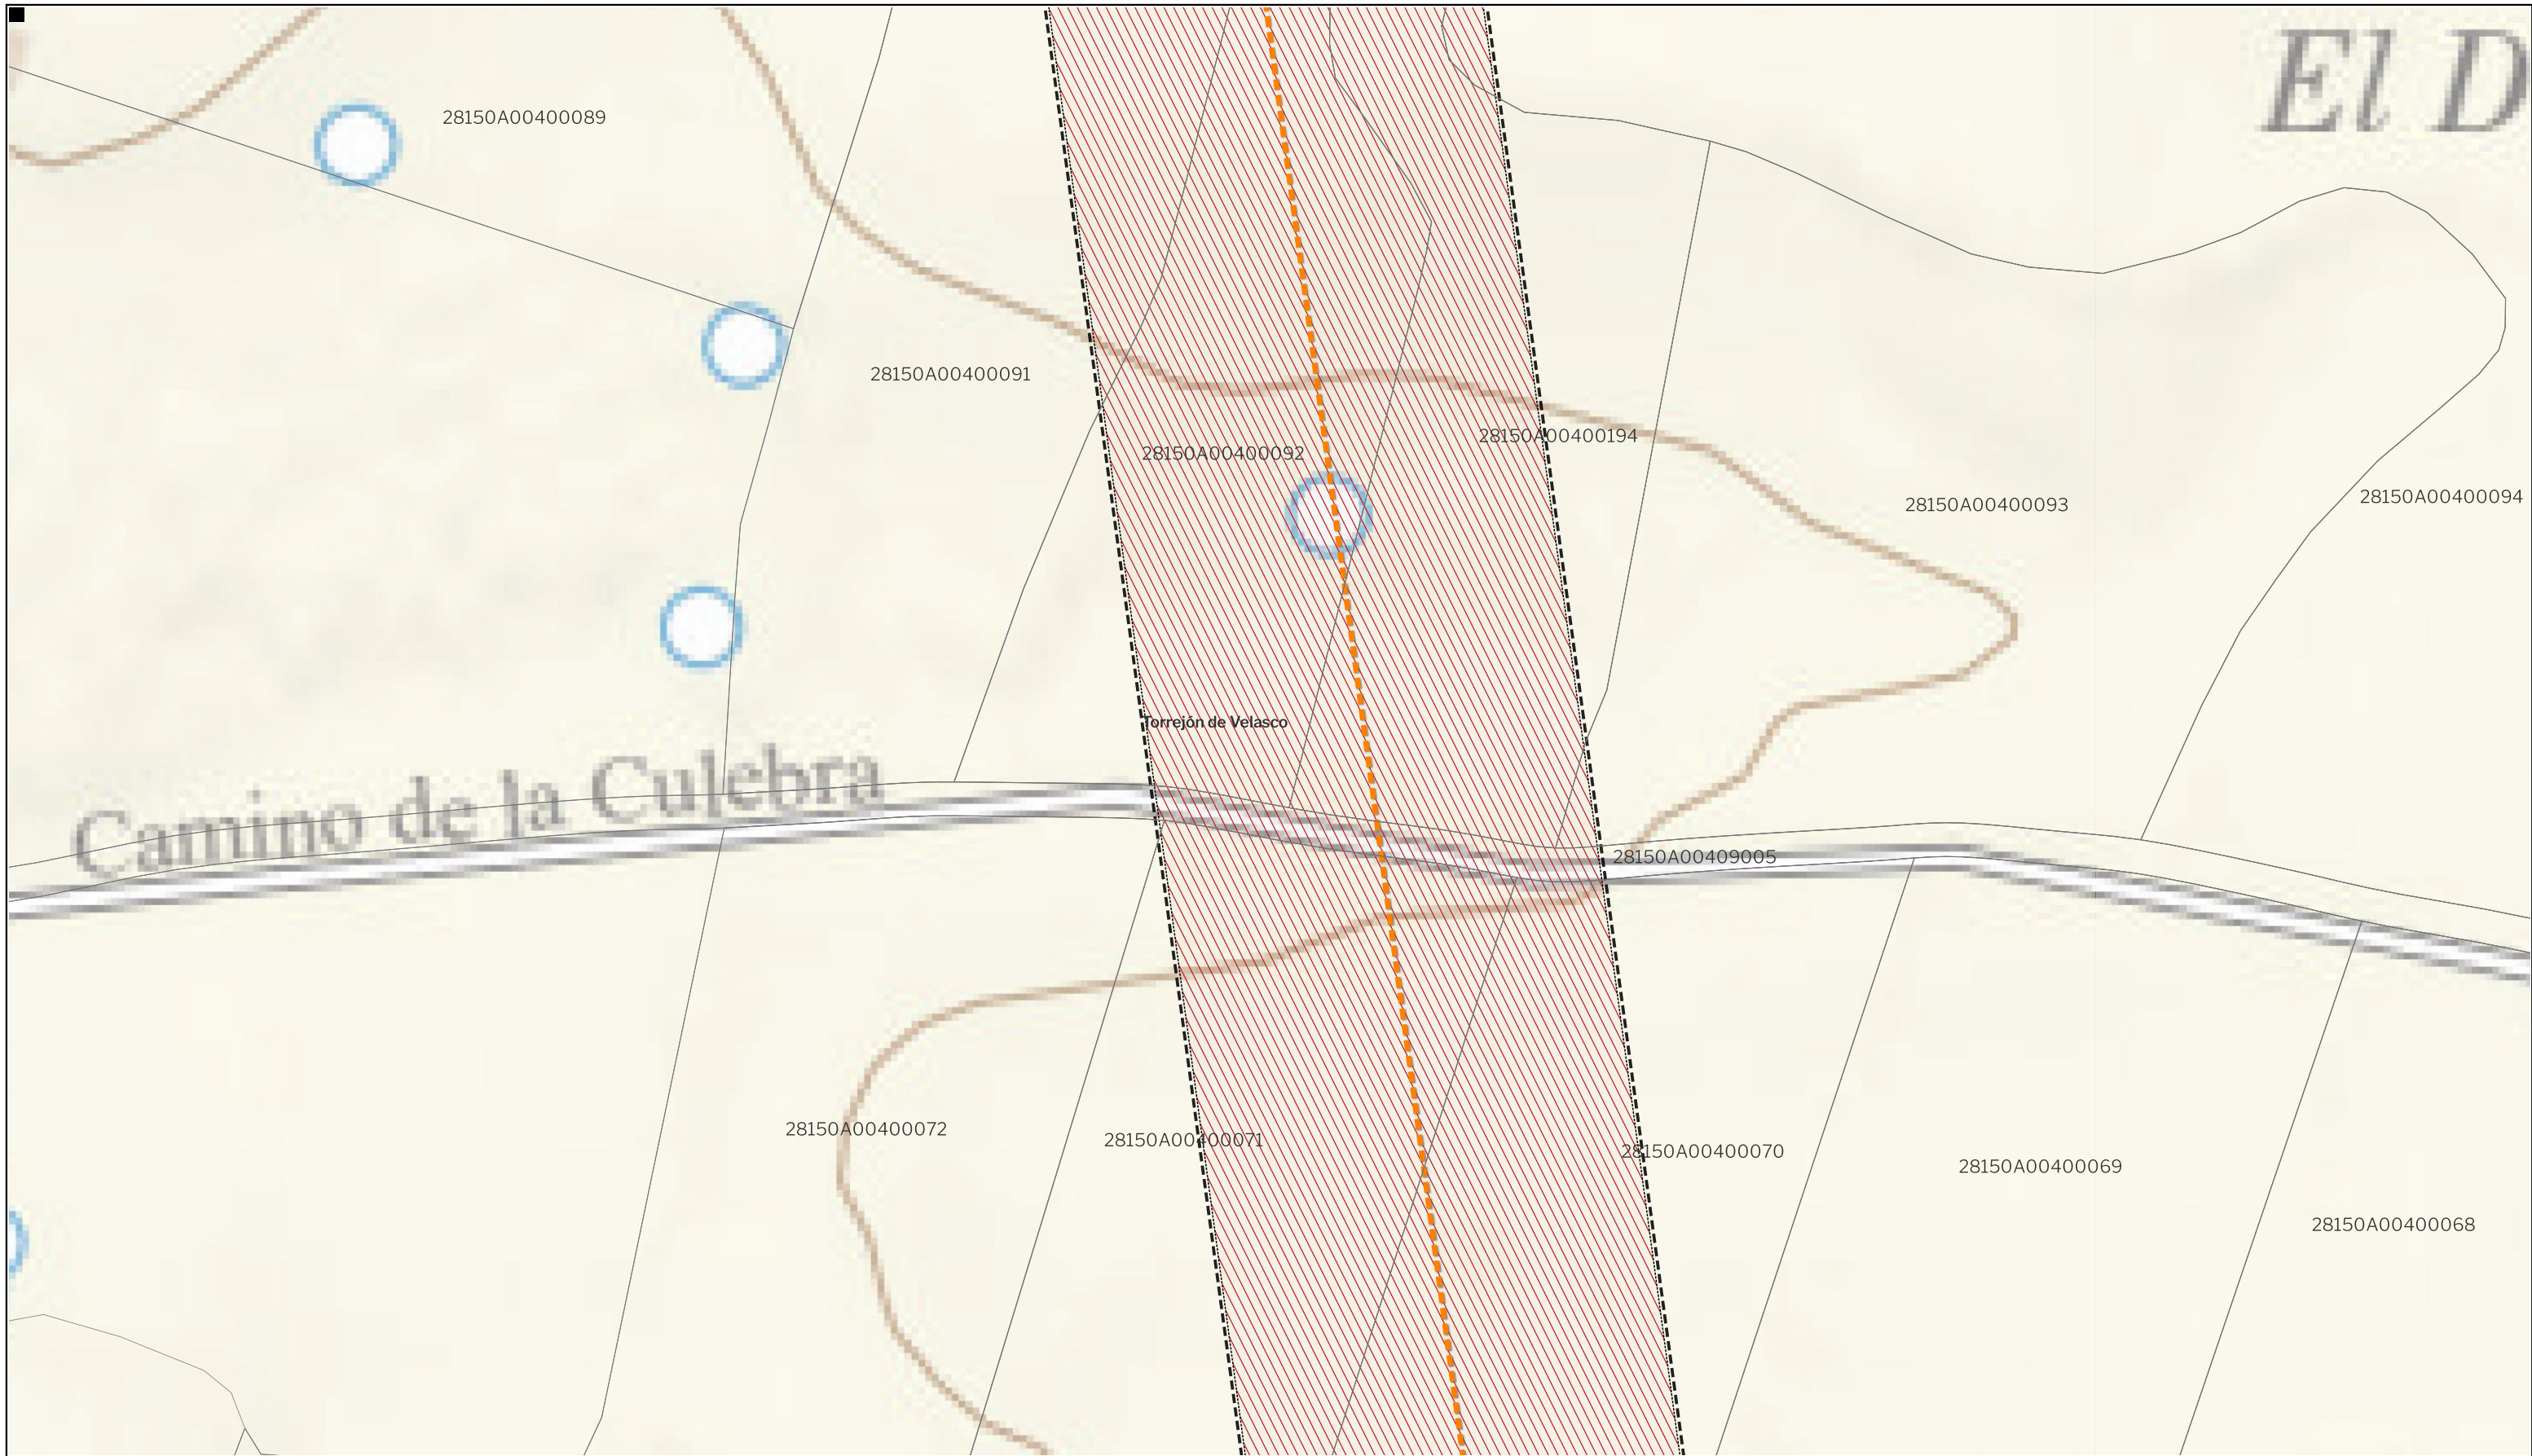 El D
28150A00400089
28150A00400091
28150A00400092
28150A00400194
28150A00400093
28150A00400094
Torrejón de Velasco
Camino de la Culebra
28150A00409005
28150A00400072
28150A00400071
28150A00400070
28150A00400069
28150A00400068